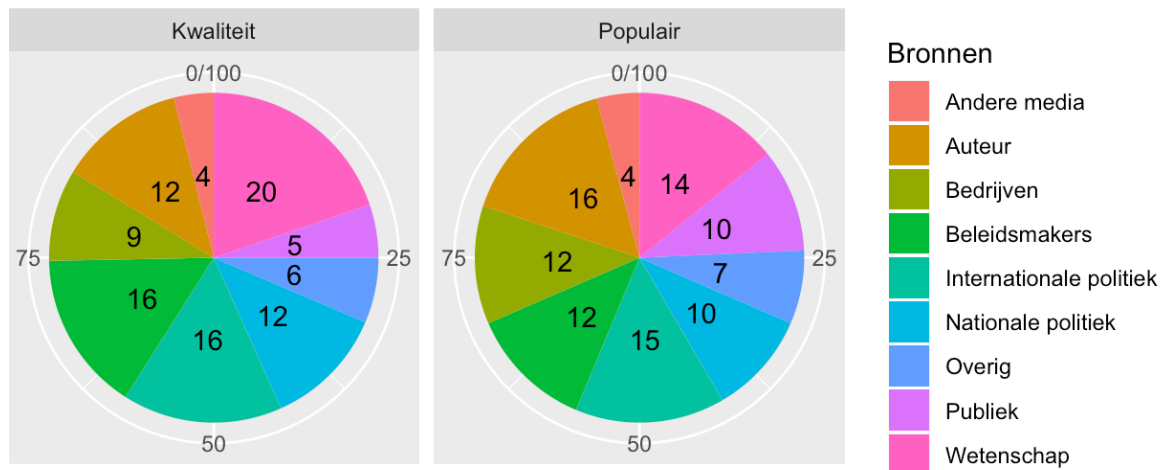 Kwaliteit
0/100
4
20
12
9
5
75
25
6
16
12
16
50
Populair
0/100
4
14
16
10
12
75
25
7
12
10
15
50
Bronnen
Andere media
Auteur
Bedrijven
Beleidsmakers
Internationale politiek
Nationale politiek
Overig
Publiek
Wetenschap